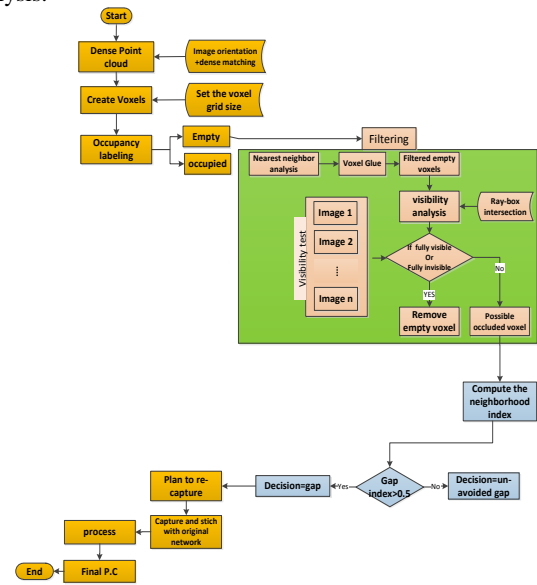 Start
Dense Point
cloud
Image orientation
+dense matching
Create Voxels
Set the voxel
grid size
Occupancy
labeling
Empty
occupied
Filtering
Nearest neighbor
analysis
Voxel Glue
Filtered empty
voxels
visibility
analysis
Ray-box
intersection
Visibility test
Image 1
Image 2
Image n
If fully visible
Or
Fully invisible
No
YES
Remove
empty voxel
Possible
occluded voxel
Compute the
neighborhood
index
Gap
index>0.5
Yes
No
Decision=gap
Decision=un-
avoided gap
Plan to re-
capture
Capture and stich
with original
network
process
Final P.C
End